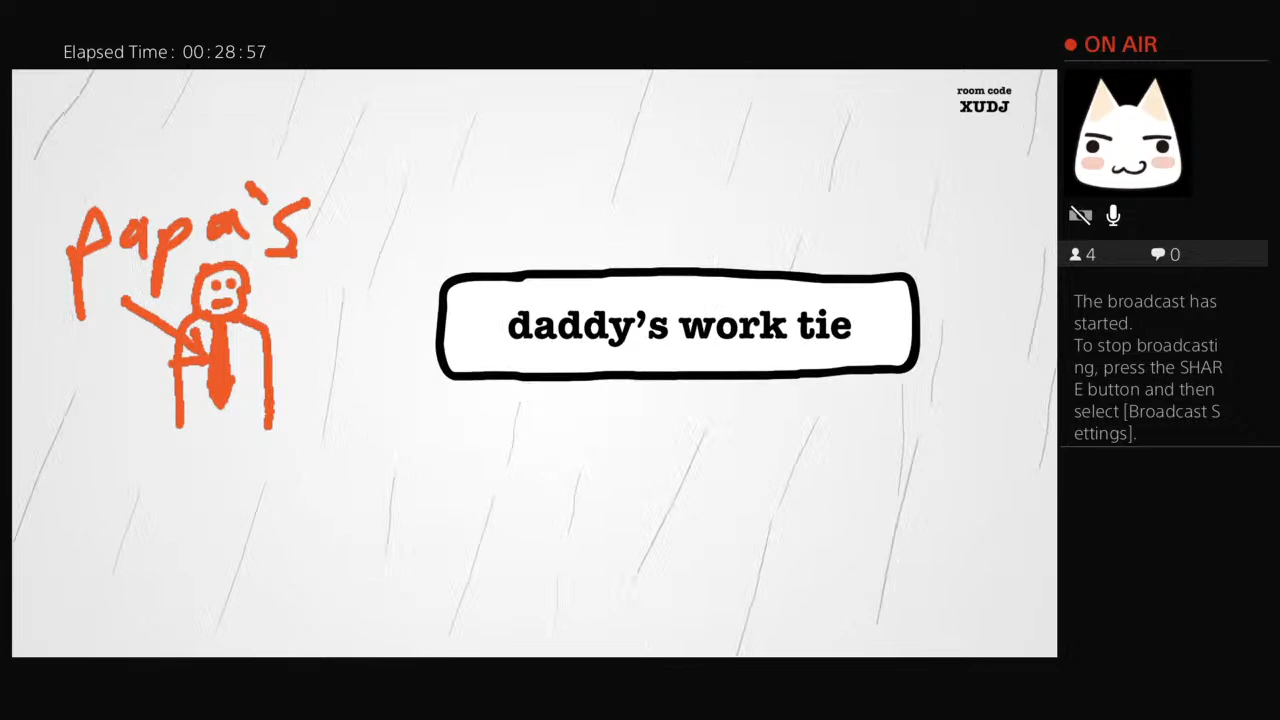 Elapsed Time: 00:28:57
ON AIR
room code
XUDJ
papa's
daddy's work tie
4
0
The broadcast has
started.
To stop broadcasti
ng, press the SHAR
E button and then
select [Broadcast S
ettings].